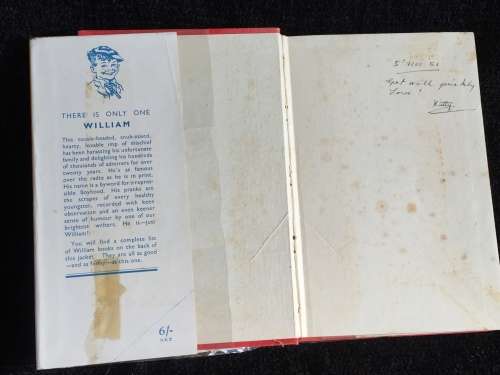 THERE IS ONLY ONE
WILLIAM
This tousle-headed, snub-nosed,
hearty, lovable imp of mischief
has been harassing his unfortunate
family and delighting his hundreds
of thousands of admirers for over
twenty years. He's as famous
over the radio as he is in print.
His name is a byword for irrepress-
ible Boyhood. His pranks are
the scrapes of every healthy
youngster, recorded with keen
observation and an even keener
sense of humour by one of our
brightest writers. He is—just
William!
You will find a complete list
of William books on the back of
this jacket. They are all as good
—and as funny—as this one.
6/-
NET
Nov 51
Get well quickly
Love!
Kitty